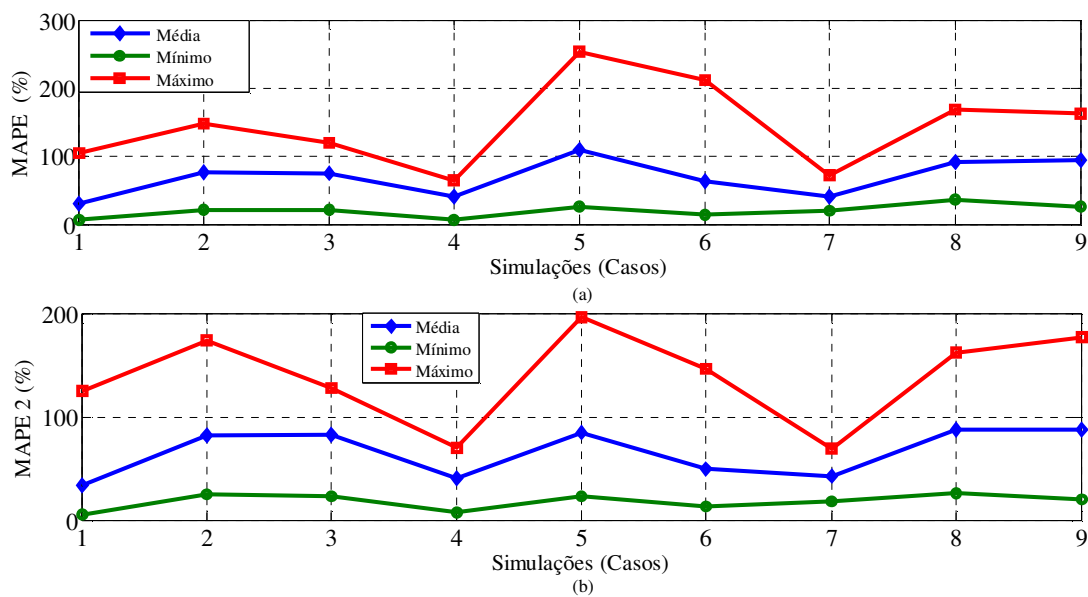 300
200
100
0
MAPE (%)
Média
Mínimo
Máximo
1 2 3 4 5 6 7 8 9
Simulações (Casos)
(a)
200
100
0
MAPE 2 (%)
Média
Mínimo
Máximo
1 2 3 4 5 6 7 8 9
Simulações (Casos)
(b)